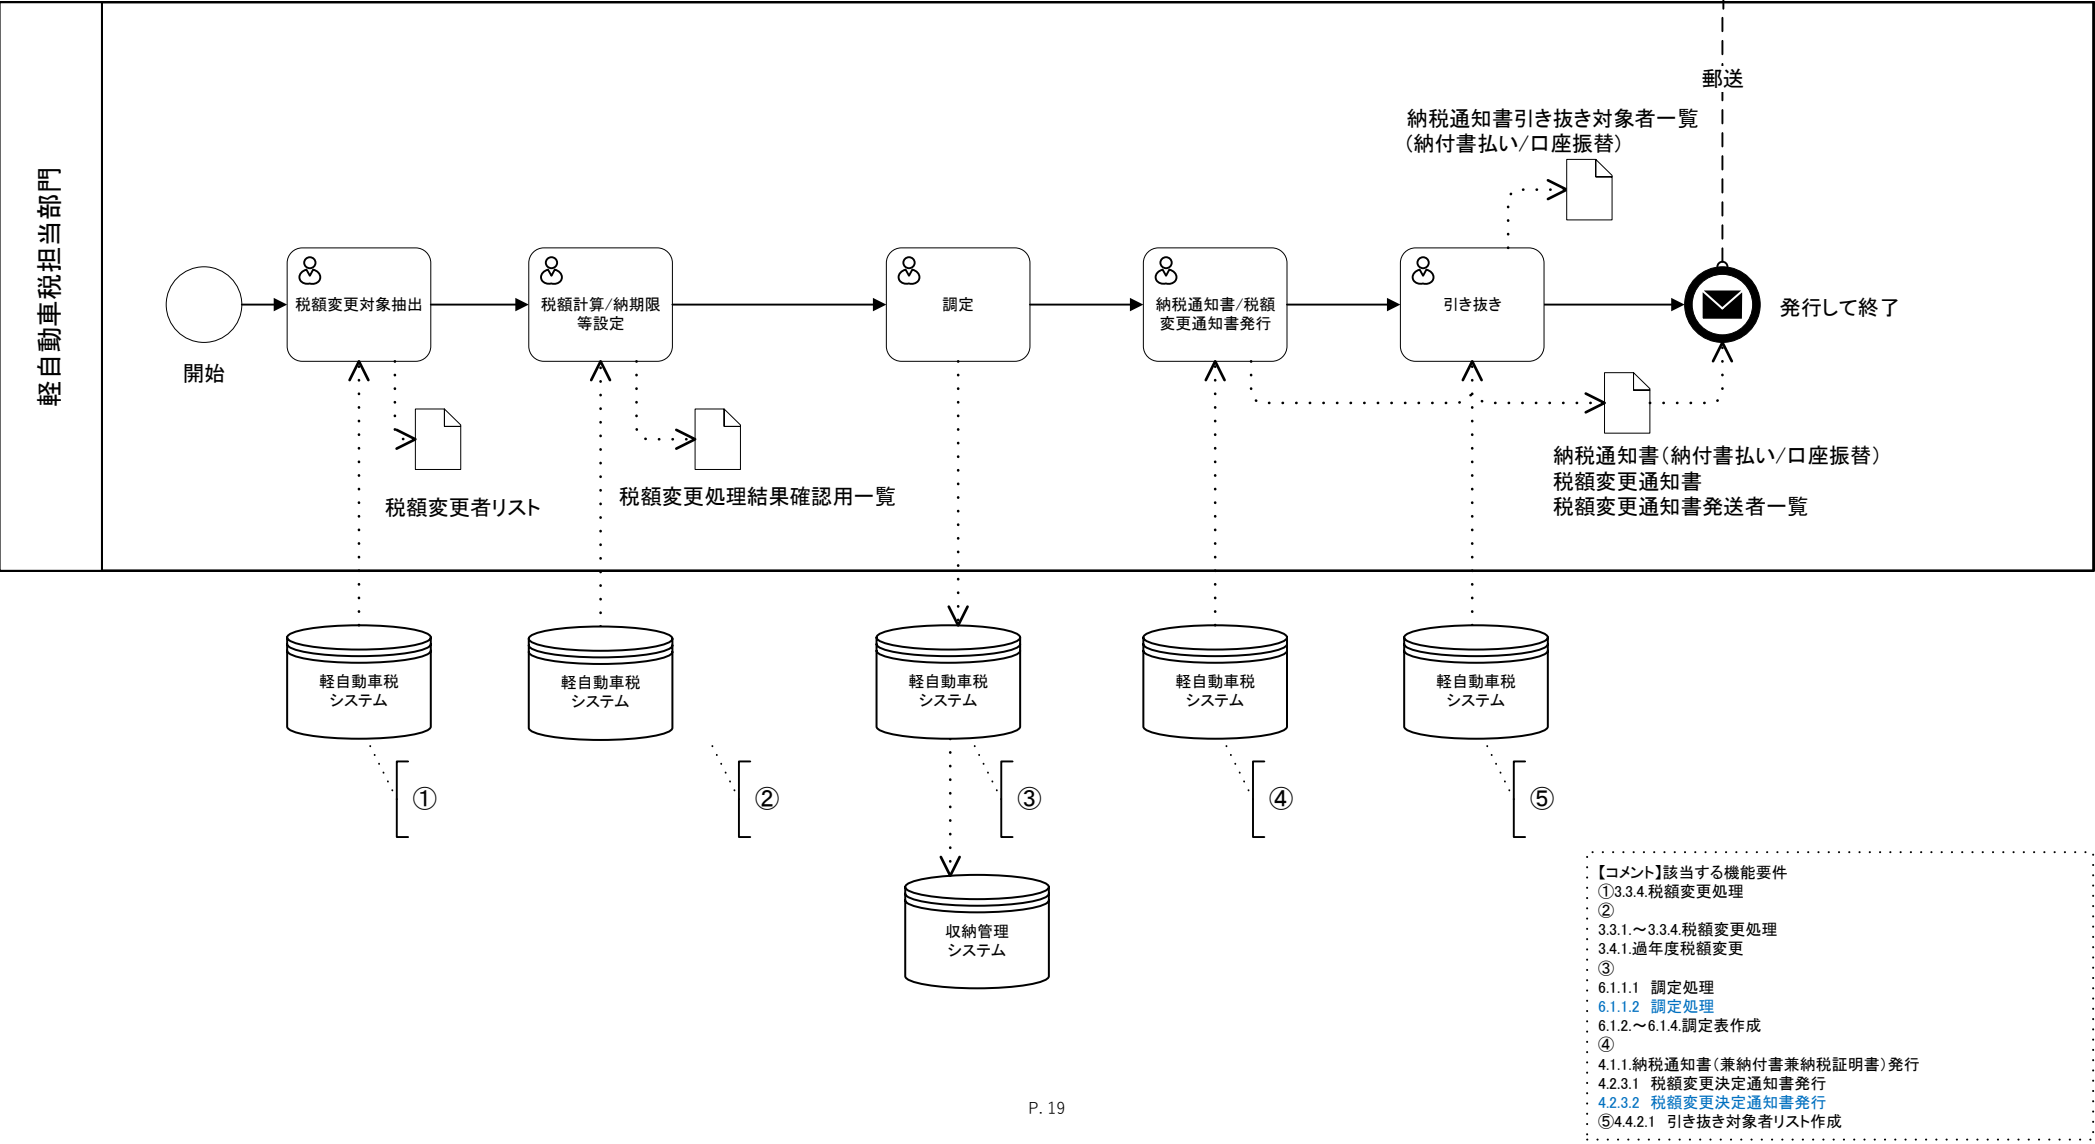 郵送
納税通知書引き抜き対象者一覧
(納付書払い/口座振替)
軽自動車税担当部門
開始
税額変更対象抽出
税額計算/納期限
等設定
調定
納税通知書/税額
変更通知書発行
引き抜き
発行して終了
税額変更者リスト
税額変更処理結果確認用一覧
納税通知書(納付書払い/口座振替)
税額変更通知書
税額変更通知書発送者一覧
軽自動車税
システム
軽自動車税
システム
軽自動車税
システム
軽自動車税
システム
軽自動車税
システム
①
②
③
④
⑤
収納管理
システム
【コメント】該当する機能要件
①3.3.4.税額変更処理
②
3.3.1.～3.3.4.税額変更処理
3.4.1.過年度税額変更
③
6.1.1.1 調定処理
6.1.1.2 調定処理
6.1.2.～6.1.4.調定表作成
④
4.1.1.納税通知書(兼納付書兼納税証明書)発行
4.2.3.1 税額変更決定通知書発行
4.2.3.2 税額変更決定通知書発行
⑤4.4.2.1 引き抜き対象者リスト作成
P. 19